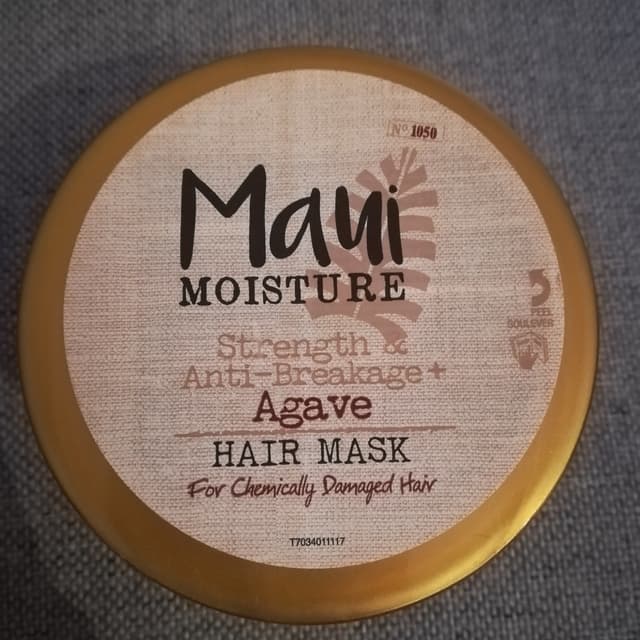 Nº 1050
Maui
MOISTURE
Strength &
Anti-Breakage+
Agave
HAIR MASK
For Chemically Damaged Hair
T7034011117
PEEL
SOULEVER